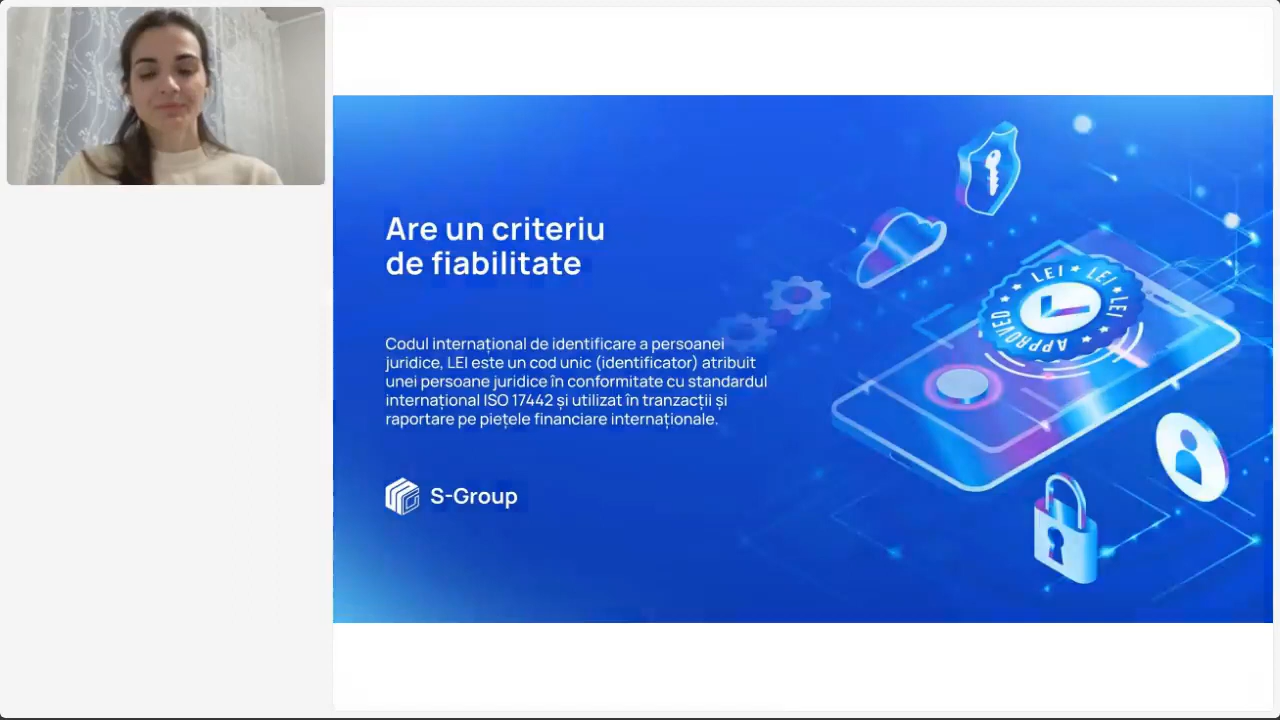 Are un criteriu
de fiabilitate
Codul internațional de identificare a persoanei
juridice, LEI este un cod unic (identificator) atribuit
unei persoane juridice în conformitate cu standardul
internațional ISO 17442 și utilizat în tranzacții și
raportare pe piețele financiare internaționale.
S-Group
LEI ★ LEI ★ LEI ★ APPROVED